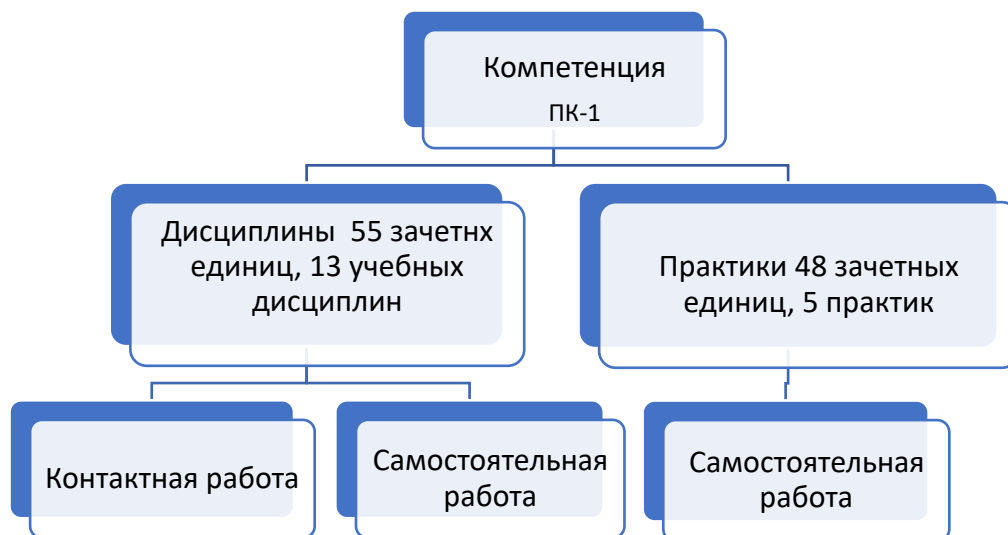 Компетенция
ПК-1
Дисциплины 55 зачетнх
единиц, 13 учебных
дисциплин
Практики 48 зачетных
единиц, 5 практик
Контактная работа
Самостоятельная
работа
Самостоятельная
работа